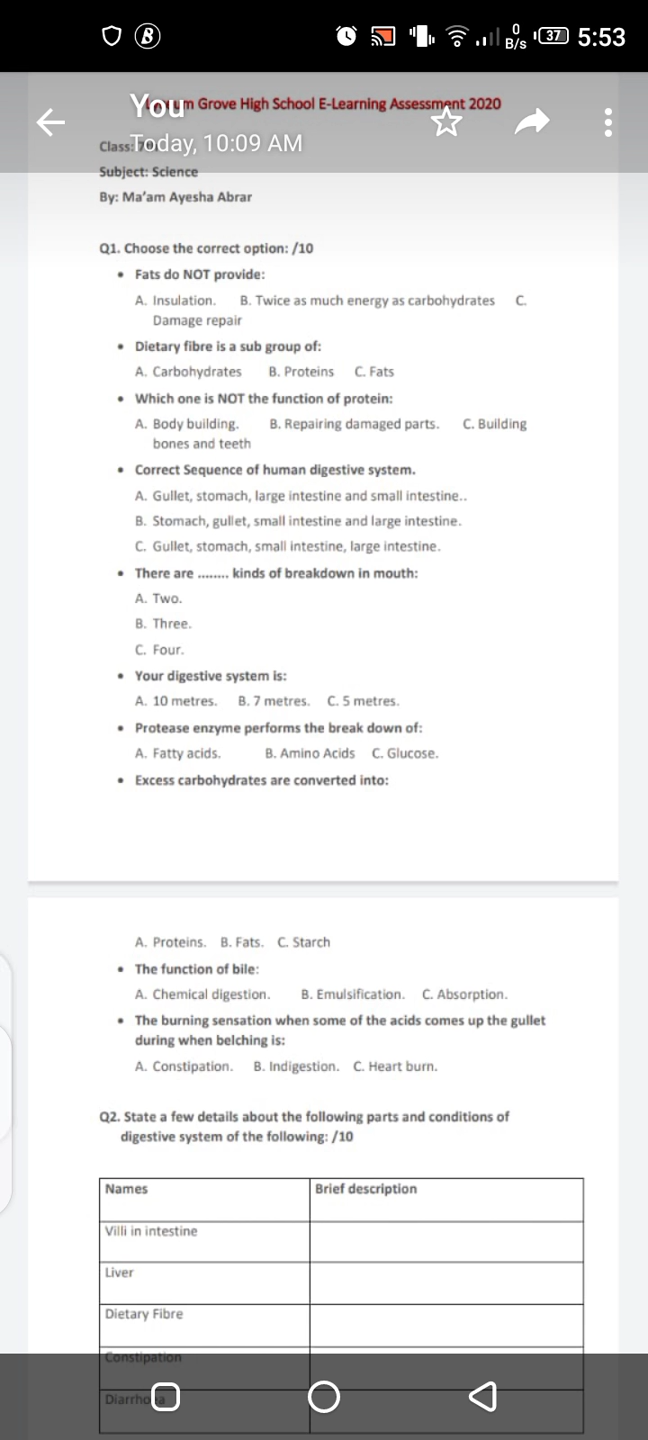 0
B/s 37 5:53
You
Grove High School E-Learning Assessment 2020
Class:
Today, 10:09 AM
Subject: Science
By: Ma'am Ayesha Abrar
Q1. Choose the correct option: /10
• Fats do NOT provide:
A. Insulation. B. Twice as much energy as carbohydrates C.
Damage repair
• Dietary fibre is a sub group of:
A. Carbohydrates B. Proteins C. Fats
• Which one is NOT the function of protein:
A. Body building. B. Repairing damaged parts. C. Building
bones and teeth
• Correct Sequence of human digestive system.
A. Gullet, stomach, large intestine and small intestine..
B. Stomach, gullet, small intestine and large intestine.
C. Gullet, stomach, small intestine, large intestine.
• There are ........ kinds of breakdown in mouth:
A. Two.
B. Three.
C. Four.
• Your digestive system is:
A. 10 metres. B. 7 metres. C. 5 metres.
• Protease enzyme performs the break down of:
A. Fatty acids. B. Amino Acids C. Glucose.
• Excess carbohydrates are converted into:
A. Proteins. B. Fats. C. Starch
• The function of bile:
A. Chemical digestion. B. Emulsification. C. Absorption.
• The burning sensation when some of the acids comes up the gullet
during when belching is:
A. Constipation. B. Indigestion. C. Heart burn.
Q2. State a few details about the following parts and conditions of
digestive system of the following: /10
Names Brief description
Villi in intestine
Liver
Dietary Fibre
Constipation
Diarrhoea